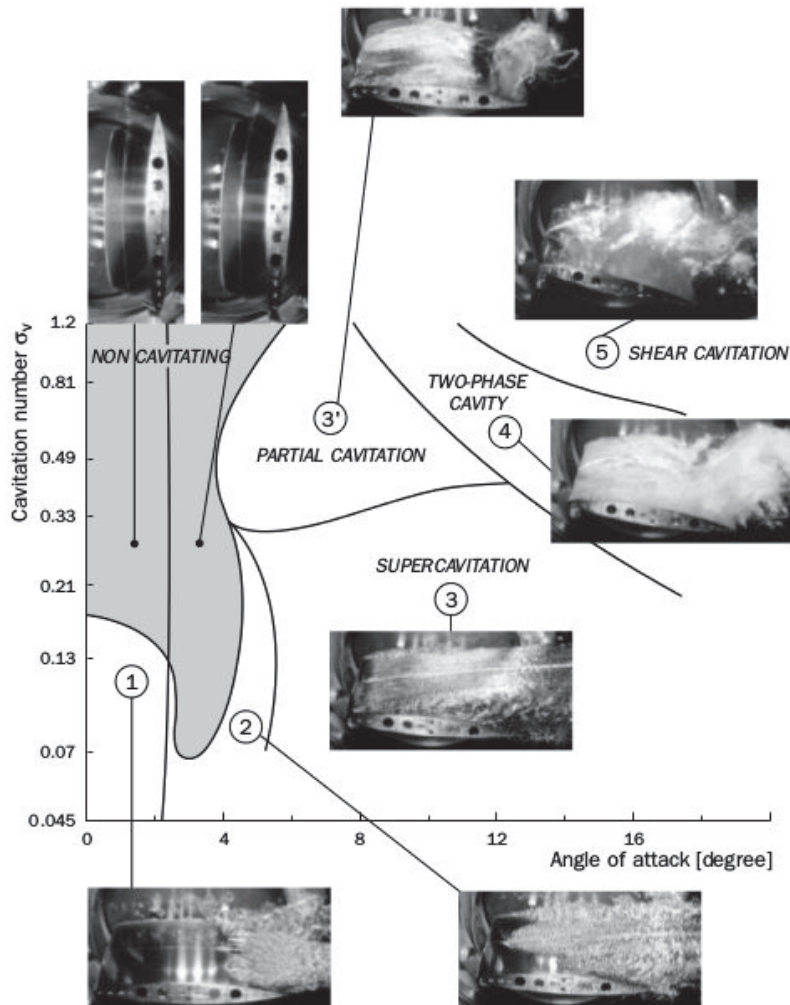 1.2
Cavitation number σv
NON CAVITATING
5 SHEAR CAVITATION
0.81
TWO-PHASE
CAVITY
3'
4
0.49
PARTIAL CAVITATION
0.33
SUPERCAVITATION
0.21
3
0.13
1
2
0.07
0.045
0 4 8 12 16
Angle of attack [degree]